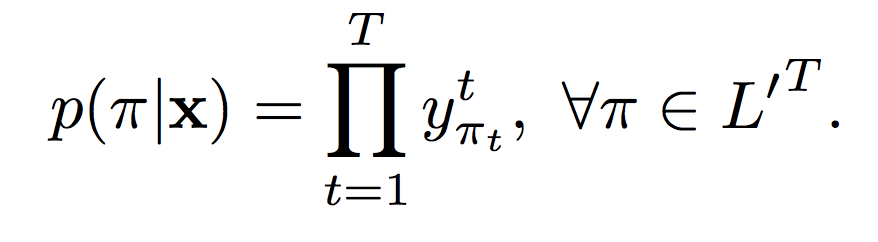 p(π|𝐱) = ∏_{t=1}^{T} y^t_{π_t}, ∀π ∈ L′^T.